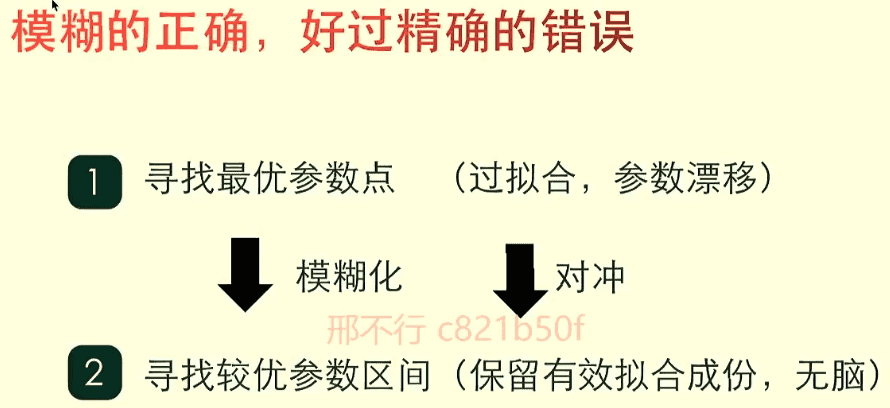 模糊的正确，好过精确的错误
1 寻找最优参数点 （过拟合，参数漂移）
模糊化 对冲
邢不行 c821b50f
2 寻找较优参数区间（保留有效拟合成份，无脑）